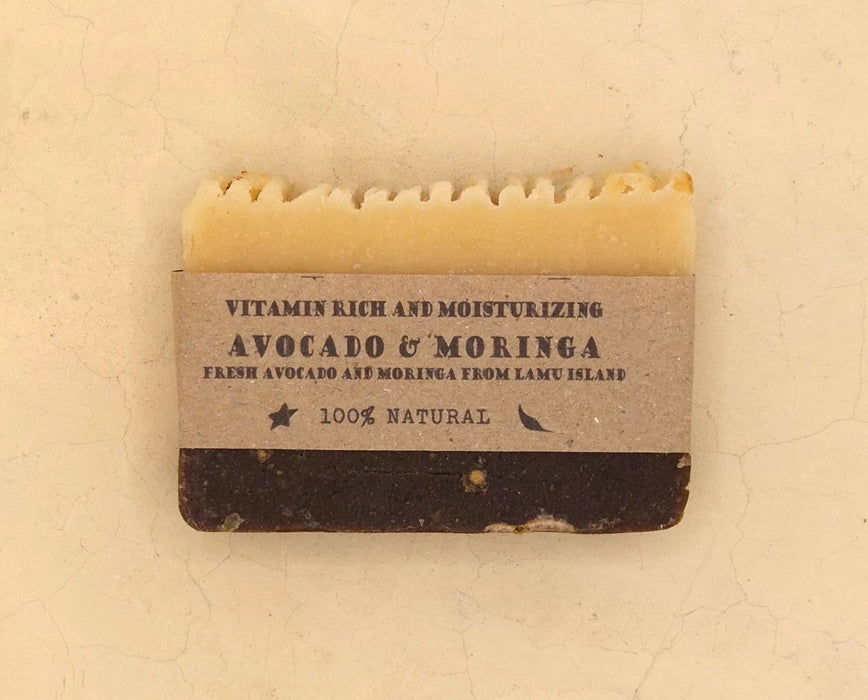 VITAMIN RICH AND MOISTURIZING
AVOCADO & MORINGA
FRESH AVOCADO AND MORINGA FROM LAMU ISLAND
100% NATURAL